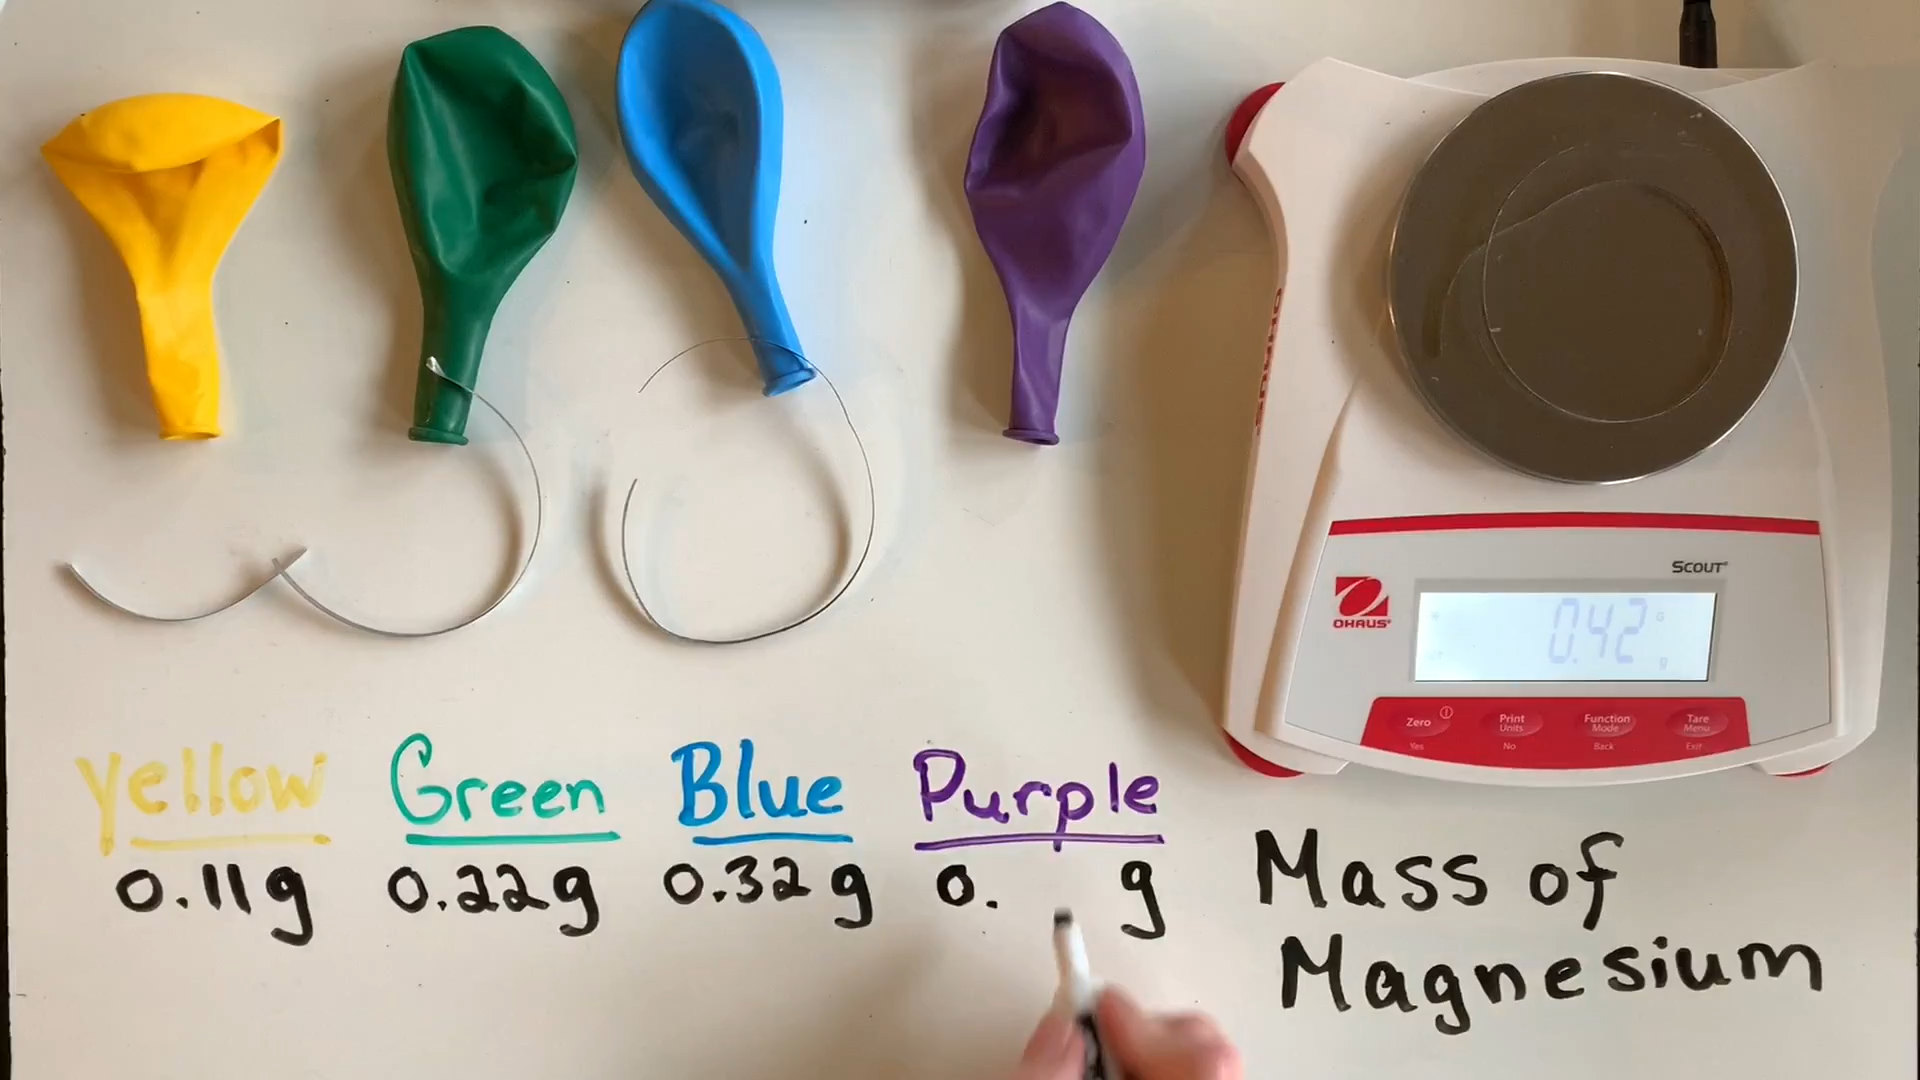 OHAUS
SCOUT
OHAUS
0.42 g
Zero Print Function Tare
Units Mode Menu
Yes No Back Exit
Yellow Green Blue Purple
0.11g 0.22g 0.32g 0. g
Mass of
Magnesium